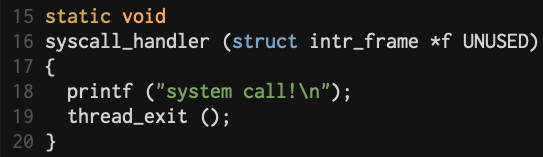 15 static void
16 syscall_handler (struct intr_frame *f UNUSED)
17 {
18   printf ("system call!\n");
19   thread_exit ();
20 }